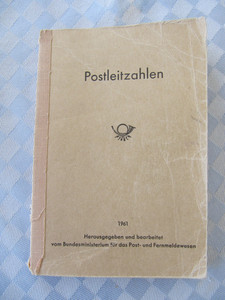 Postleitzahlen
1961
Herausgegeben und bearbeitet
vom Bundesministerium für das Post- und Fernmeldewesen